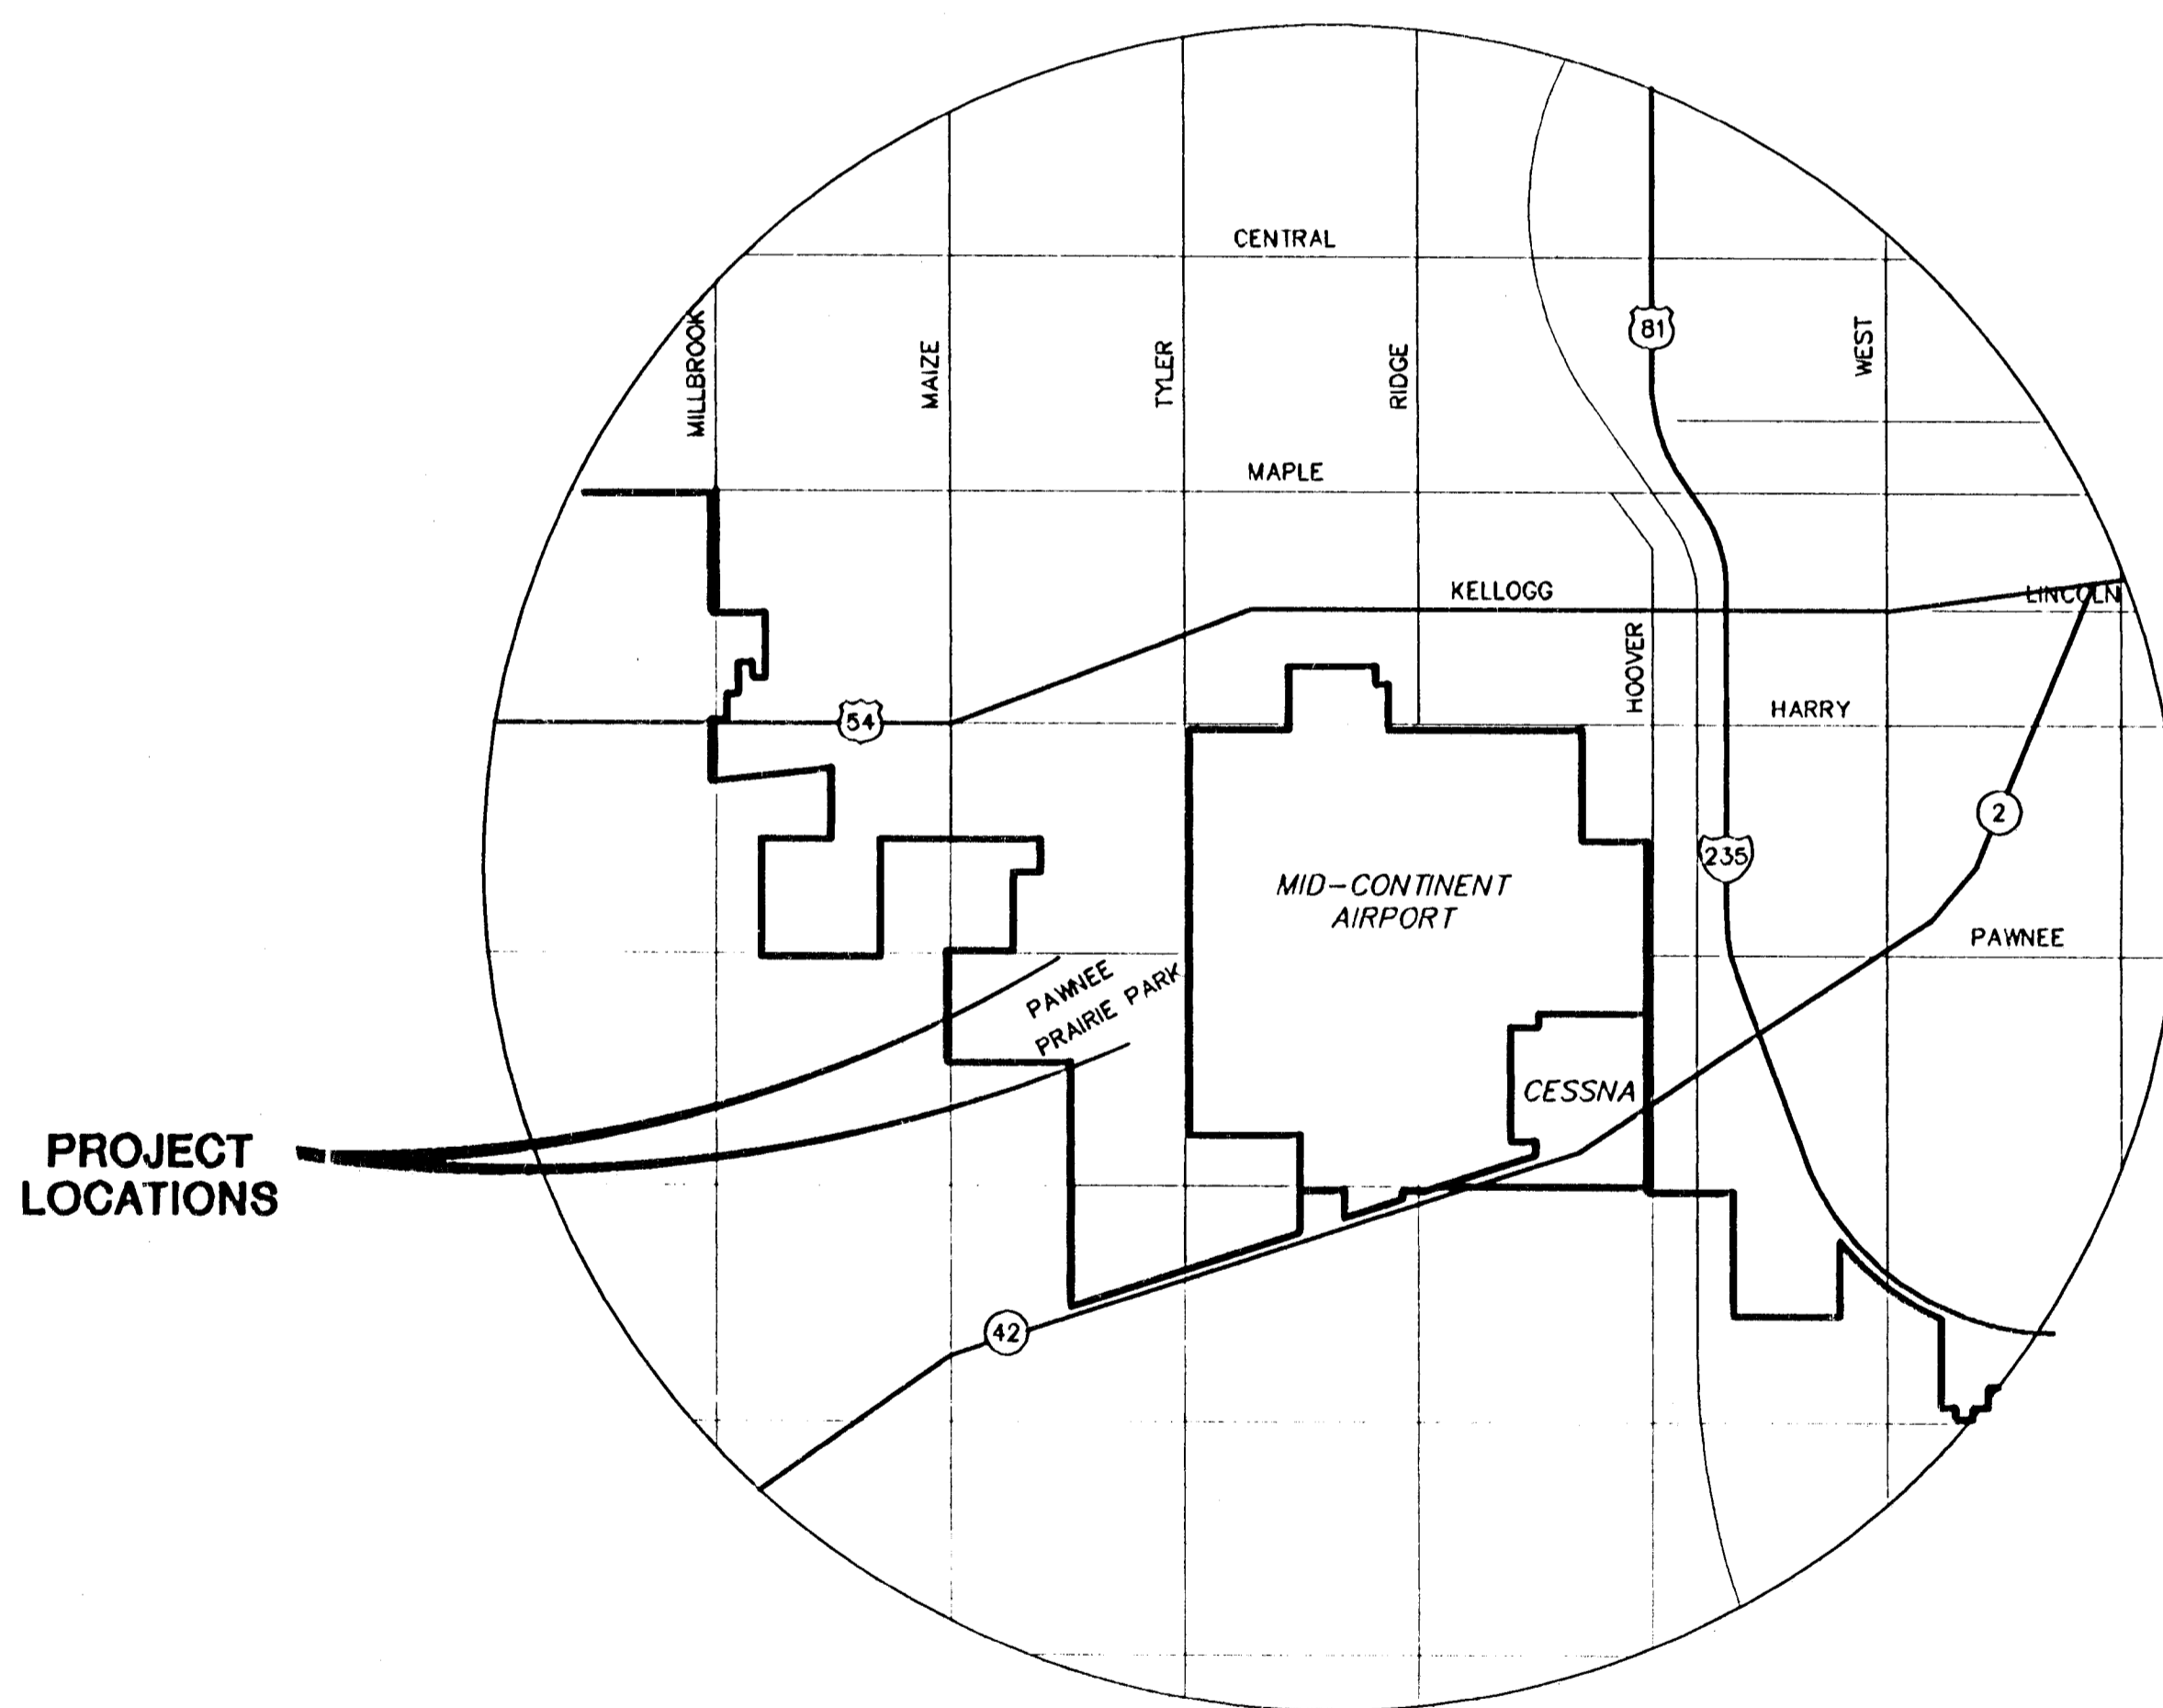 CENTRAL
81
MILLBROOK
MAIZE
TYLER
RIDGE
WEST
MAPLE
KELLOGG
LINCOLN
HOOVER
54
HARRY
2
235
MID-CONTINENT
AIRPORT
PAWNEE
PAWNEE
PRAIRIE PARK
CESSNA
PROJECT
LOCATIONS
42